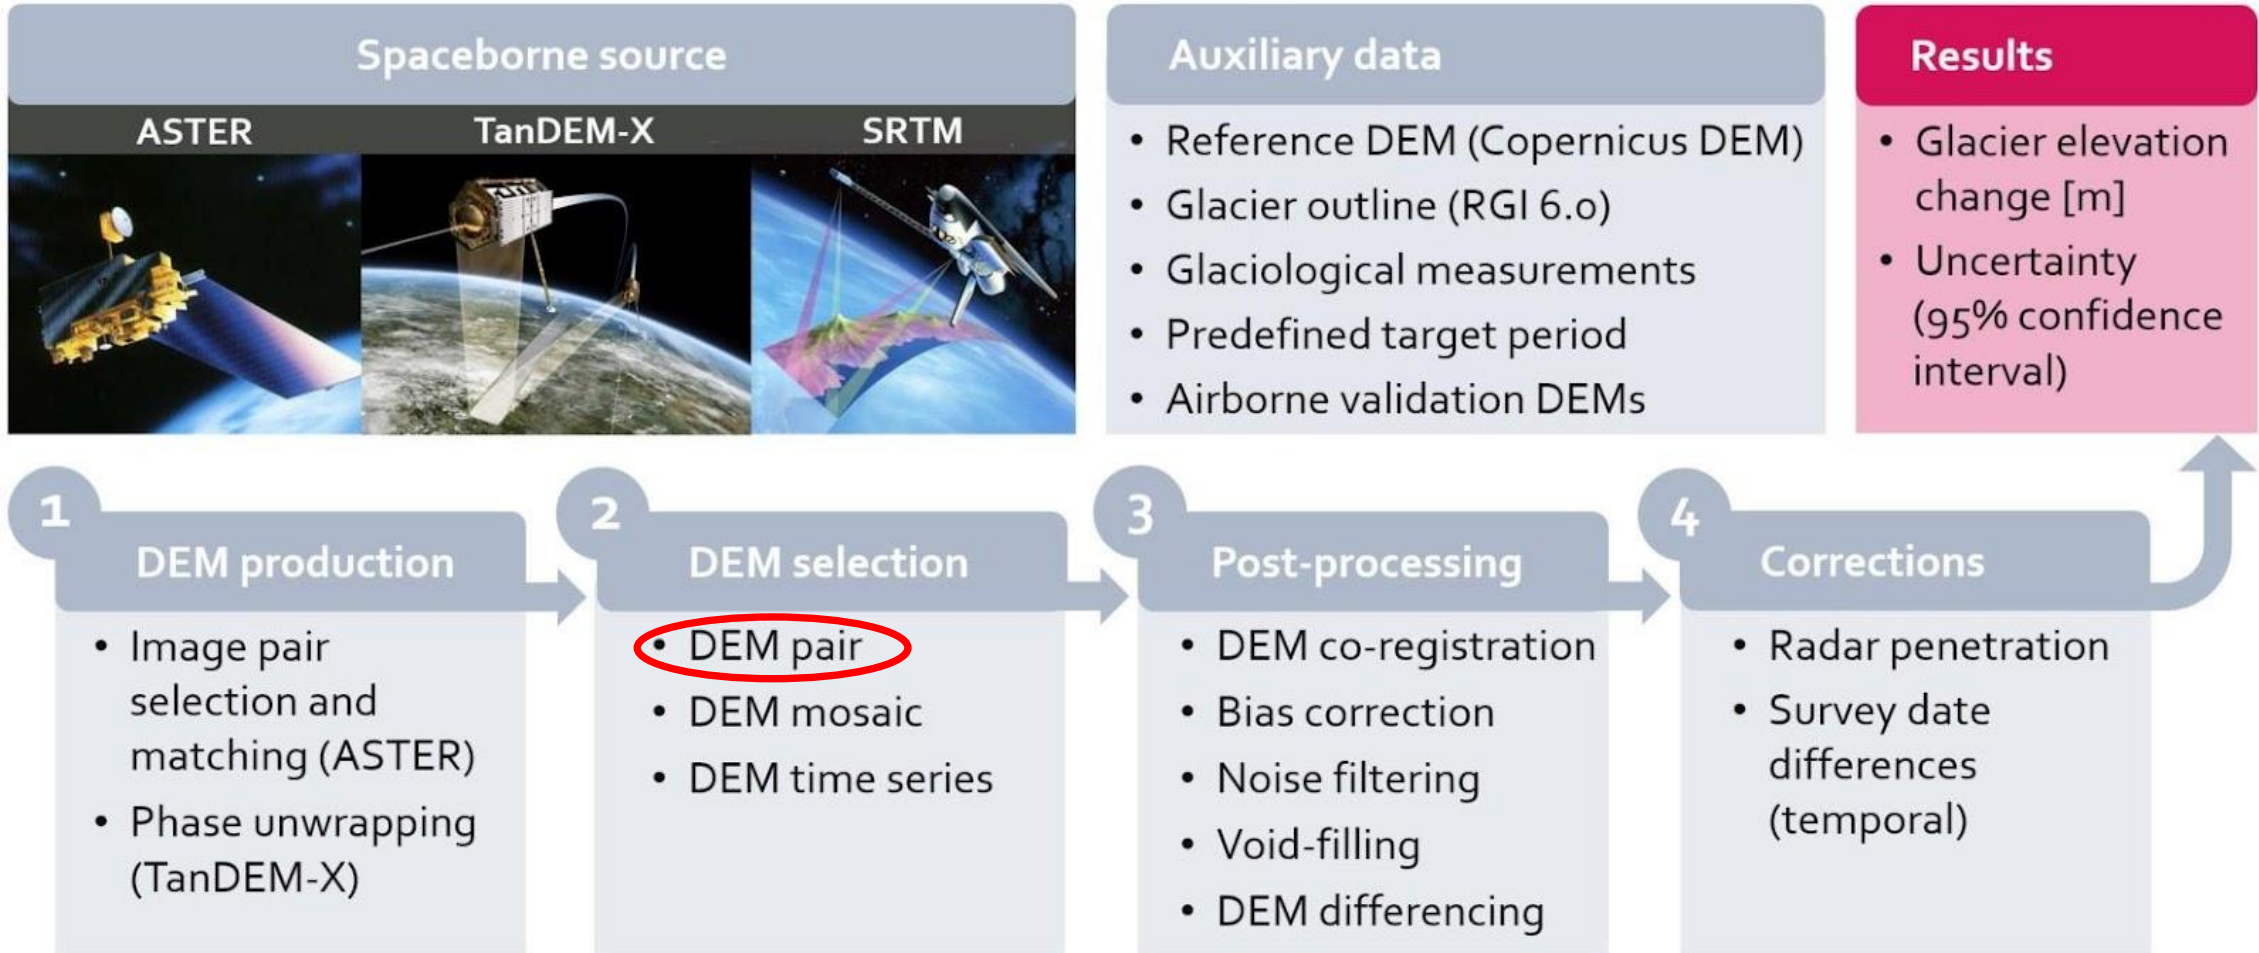 Spaceborne source
ASTER
TanDEM-X
SRTM
Auxiliary data
• Reference DEM (Copernicus DEM)
• Glacier outline (RGI 6.0)
• Glaciological measurements
• Predefined target period
• Airborne validation DEMs
Results
• Glacier elevation
change [m]
• Uncertainty
(95% confidence
interval)
1
DEM production
• Image pair
selection and
matching (ASTER)
• Phase unwrapping
(TanDEM-X)
2
DEM selection
• DEM pair
• DEM mosaic
• DEM time series
3
Post-processing
• DEM co-registration
• Bias correction
• Noise filtering
• Void-filling
• DEM differencing
4
Corrections
• Radar penetration
• Survey date
differences
(temporal)